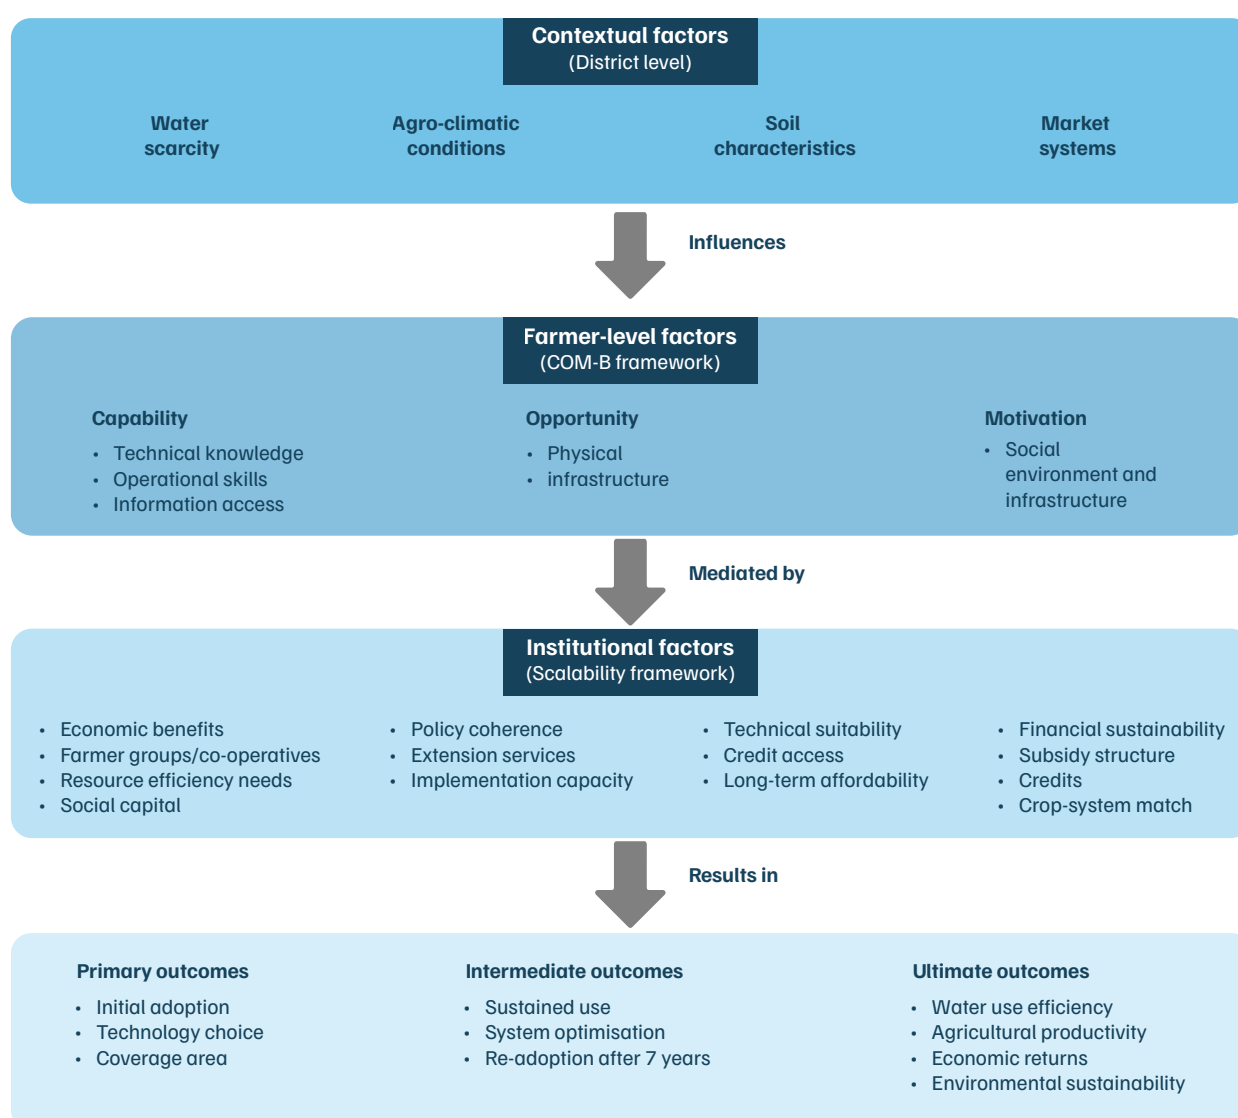 Contextual factors
(District level)
Water
scarcity
Agro-climatic
conditions
Soil
characteristics
Market
systems
Influences
Farmer-level factors
(COM-B framework)
Capability
• Technical knowledge
• Operational skills
• Information access
Opportunity
• Physical
• infrastructure
Motivation
• Social
environment and
infrastructure
Mediated by
Institutional factors
(Scalability framework)
• Economic benefits
• Farmer groups/co-operatives
• Resource efficiency needs
• Social capital
• Policy coherence
• Extension services
• Implementation capacity
• Technical suitability
• Credit access
• Long-term affordability
• Financial sustainability
• Subsidy structure
• Credits
• Crop-system match
Results in
Primary outcomes
• Initial adoption
• Technology choice
• Coverage area
Intermediate outcomes
• Sustained use
• System optimisation
• Re-adoption after 7 years
Ultimate outcomes
• Water use efficiency
• Agricultural productivity
• Economic returns
• Environmental sustainability